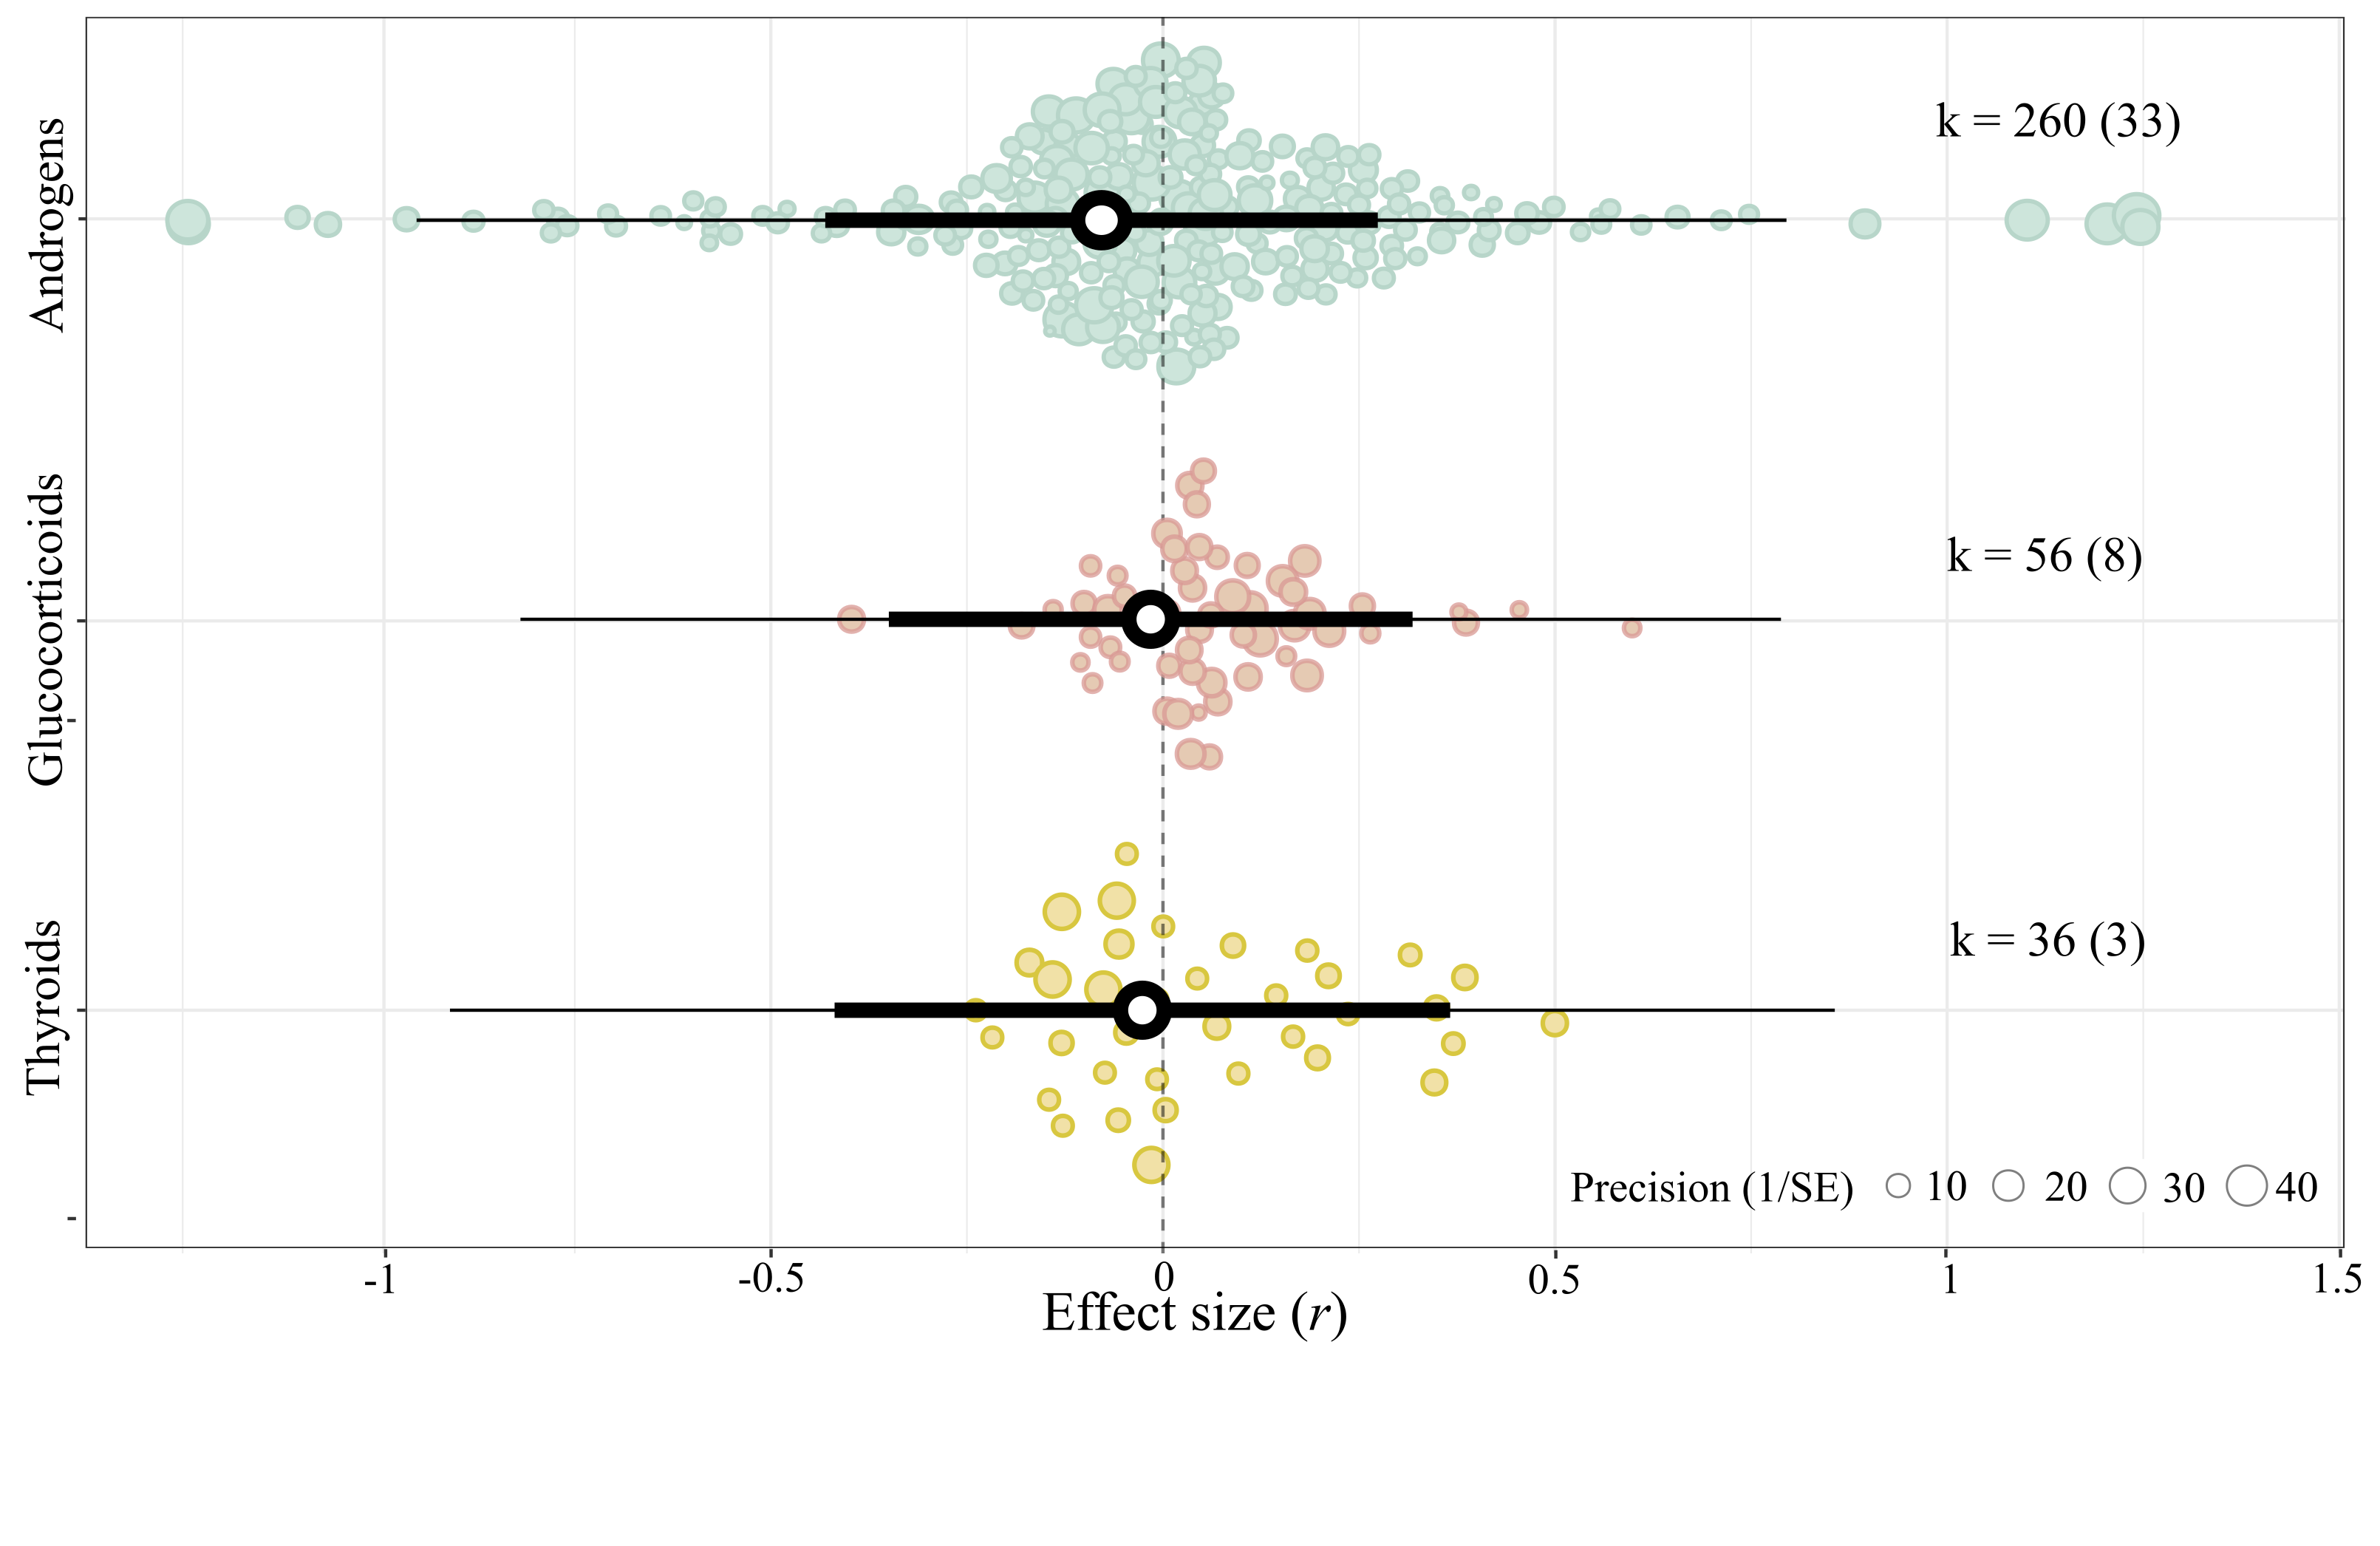 Androgens
k = 260 (33)
Glucocorticoids
k = 56 (8)
Thyroids
k = 36 (3)
Precision (1/SE) 10 20 30 40
-1 -0.5 0 0.5 1 1.5
Effect size (r)